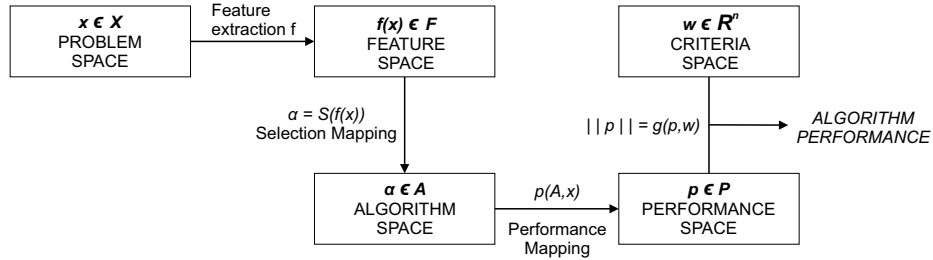 x ϵ X
PROBLEM
SPACE
Feature
extraction f
f(x) ϵ F
FEATURE
SPACE
w ϵ Rⁿ
CRITERIA
SPACE
α = S(f(x))
Selection Mapping
| | p | | = g(p,w)
ALGORITHM
PERFORMANCE
α ϵ A
ALGORITHM
SPACE
p(A,x)
Performance
Mapping
p ϵ P
PERFORMANCE
SPACE